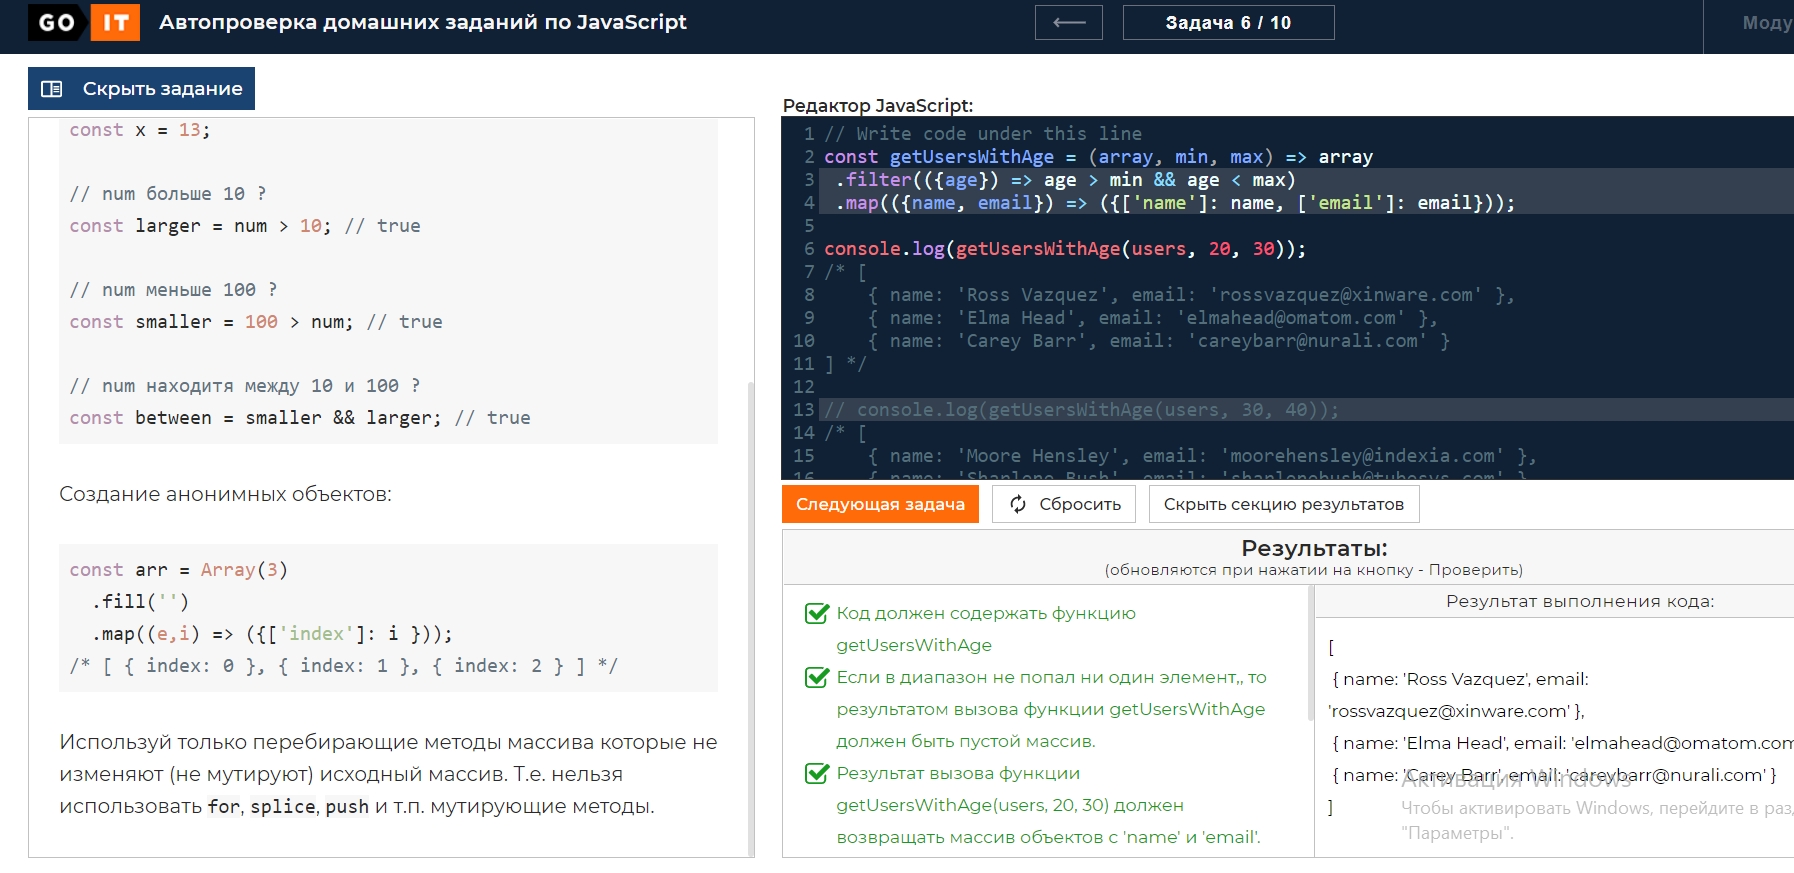 GO IT Автопроверка домашних заданий по JavaScript
Задача 6 / 10
Моду
Скрыть задание
const x = 13;
// num больше 10 ?
const larger = num > 10; // true
// num меньше 100 ?
const smaller = 100 > num; // true
// num находитя между 10 и 100 ?
const between = smaller && larger; // true
Создание анонимных объектов:
const arr = Array(3)
.fill('')
.map((e,i) => ({['index']: i }));
/* [ { index: 0 }, { index: 1 }, { index: 2 } ] */
Используй только перебирающие методы массива которые не
изменяют (не мутируют) исходный массив. Т.е. нельзя
использовать for, splice, push и т.п. мутирующие методы.
Редактор JavaScript:
1 // Write code under this line
2 const getUsersWithAge = (array, min, max) => array
3 .filter(({age}) => age > min && age < max)
4 .map(({name, email}) => ({['name']: name, ['email']: email}));
5
6 console.log(getUsersWithAge(users, 20, 30));
7 /* [
8 { name: 'Ross Vazquez', email: 'rossvazquez@xinware.com' },
9 { name: 'Elma Head', email: 'elmahead@omatom.com' },
10 { name: 'Carey Barr', email: 'careybarr@nurali.com' }
11 ] */
12
13 // console.log(getUsersWithAge(users, 30, 40));
14 /* [
15 { name: 'Moore Hensley', email: 'moorehensley@indexia.com' },
16 { name: 'Sharlene Bush', email: 'sharlenebush@tubesys.com' },
Следующая задача
Сбросить
Скрыть секцию результатов
Результаты:
(обновляются при нажатии на кнопку - Проверить)
Код должен содержать функцию
getUsersWithAge
Если в диапазон не попал ни один элемент,, то
результатом вызова функции getUsersWithAge
должен быть пустой массив.
Результат вызова функции
getUsersWithAge(users, 20, 30) должен
возвращать массив объектов с 'name' и 'email'.
Результат выполнения кода:
[
{ name: 'Ross Vazquez', email:
'rossvazquez@xinware.com' },
{ name: 'Elma Head', email: 'elmahead@omatom.com
{ name: 'Carey Barr', email: 'careybarr@nurali.com' }
]
Активация Windows
Чтобы активировать Windows, перейдите в раз
"Параметры".